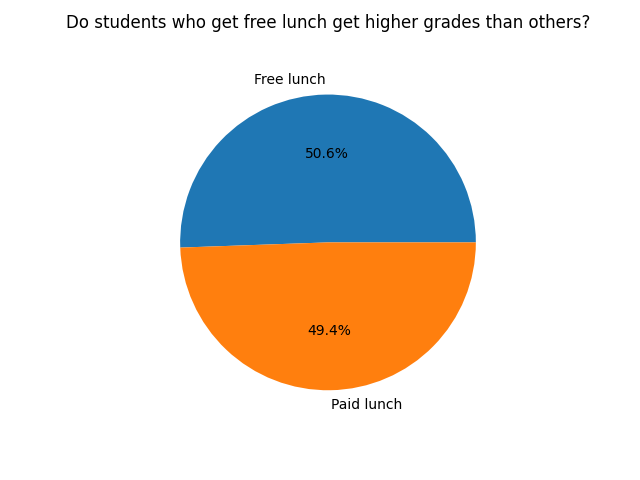 Do students who get free lunch get higher grades than others?
Free lunch
50.6%
49.4%
Paid lunch